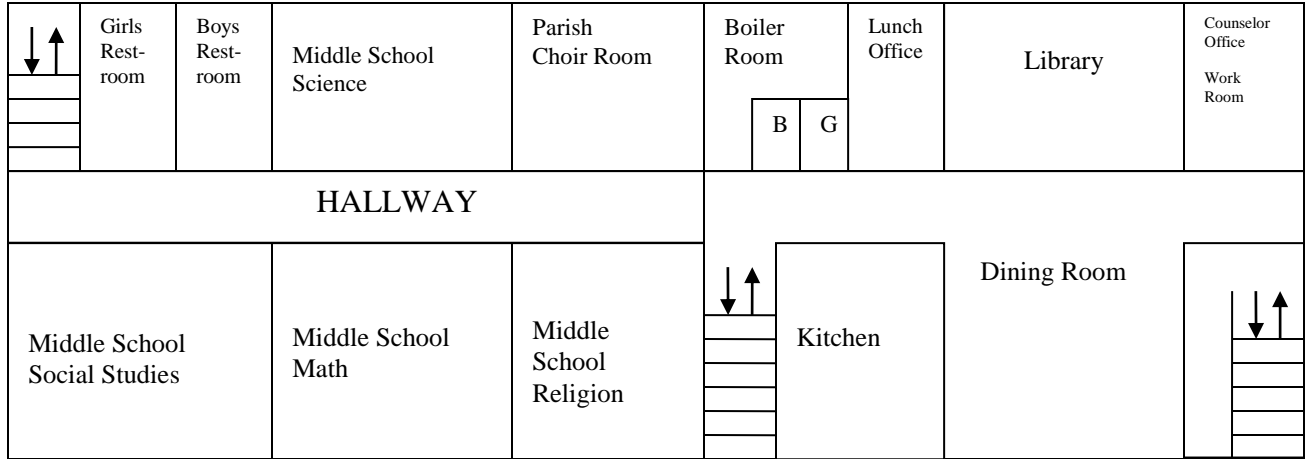 Girls
Rest-
room
Boys
Rest-
room
Middle School
Science
Parish
Choir Room
Boiler
Room
B
G
Lunch
Office
Library
Counselor
Office
Work
Room
HALLWAY
Middle School
Social Studies
Middle School
Math
Middle
School
Religion
Kitchen
Dining Room